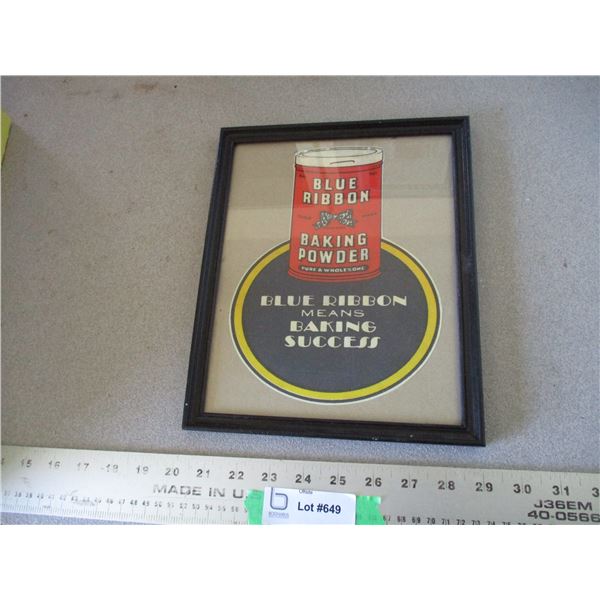 BLUE
RIBBON
BAKING
POWDER
PURE & WHOLESOME
BLUE RIBBON
MEANS
BAKING
SUCCESS
15 16 17 18 19 20 21 22 23 24 25 26 27 28 29 30 31
MADE IN U.S
J36EM
40-0566
Lot #649